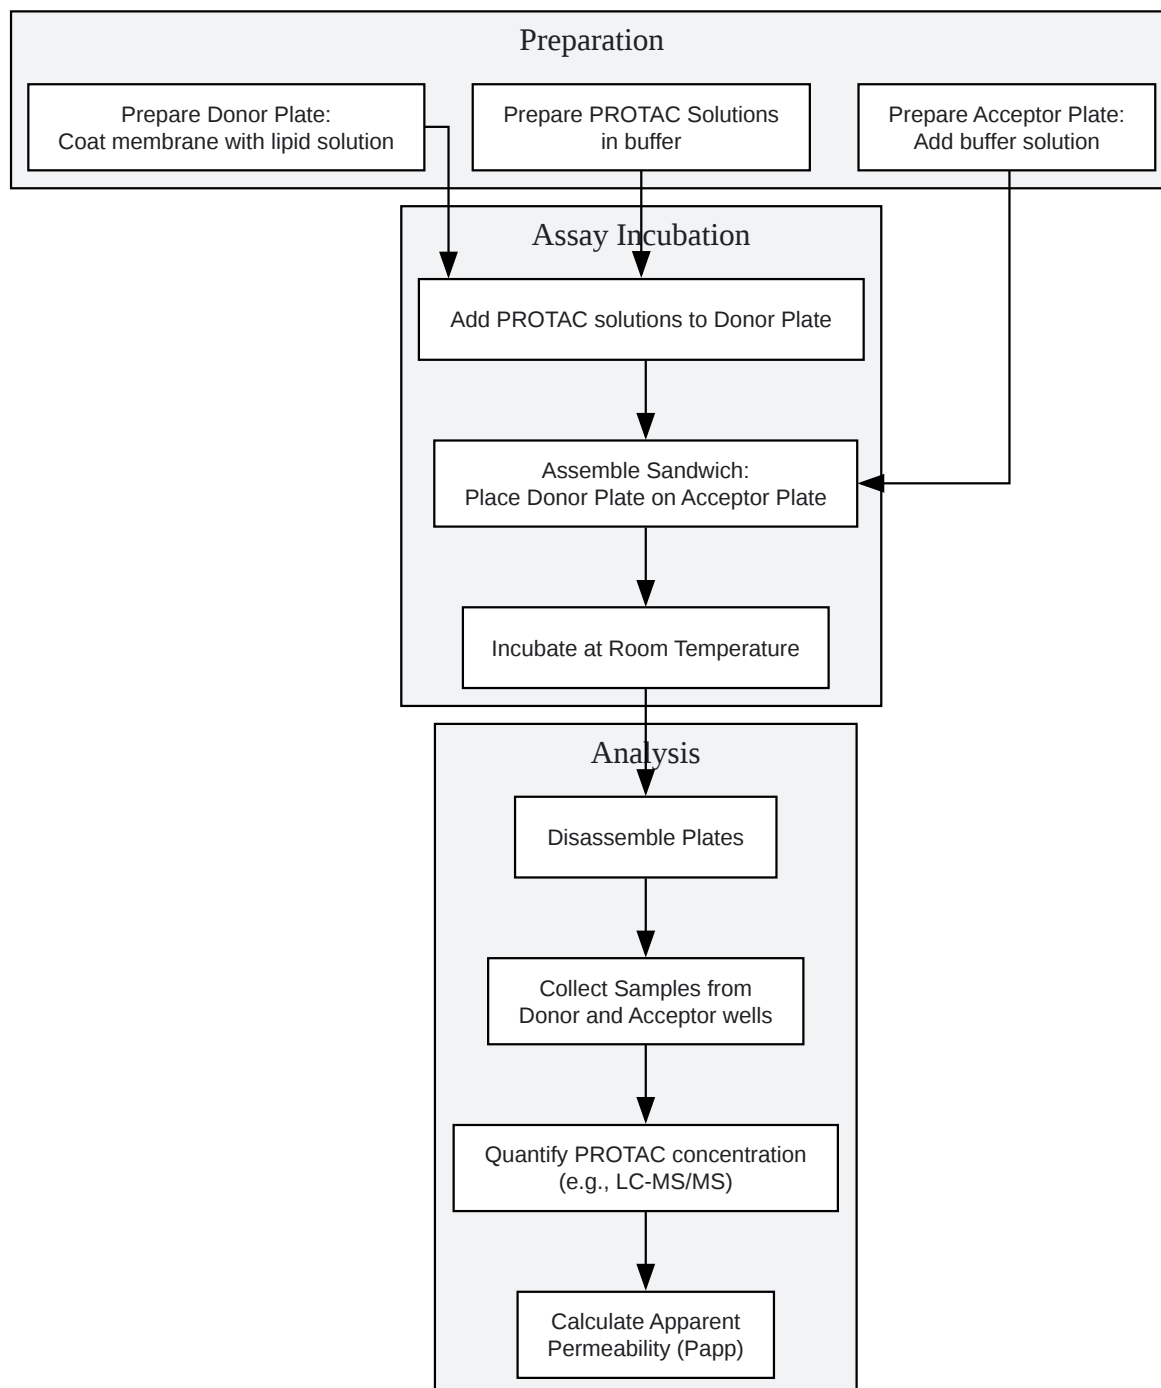 Preparation
Prepare Donor Plate:
Coat membrane with lipid solution
Prepare PROTAC Solutions
in buffer
Prepare Acceptor Plate:
Add buffer solution
Assay Incubation
Add PROTAC solutions to Donor Plate
Assemble Sandwich:
Place Donor Plate on Acceptor Plate
Incubate at Room Temperature
Analysis
Disassemble Plates
Collect Samples from
Donor and Acceptor wells
Quantify PROTAC concentration
(e.g., LC-MS/MS)
Calculate Apparent
Permeability (Papp)